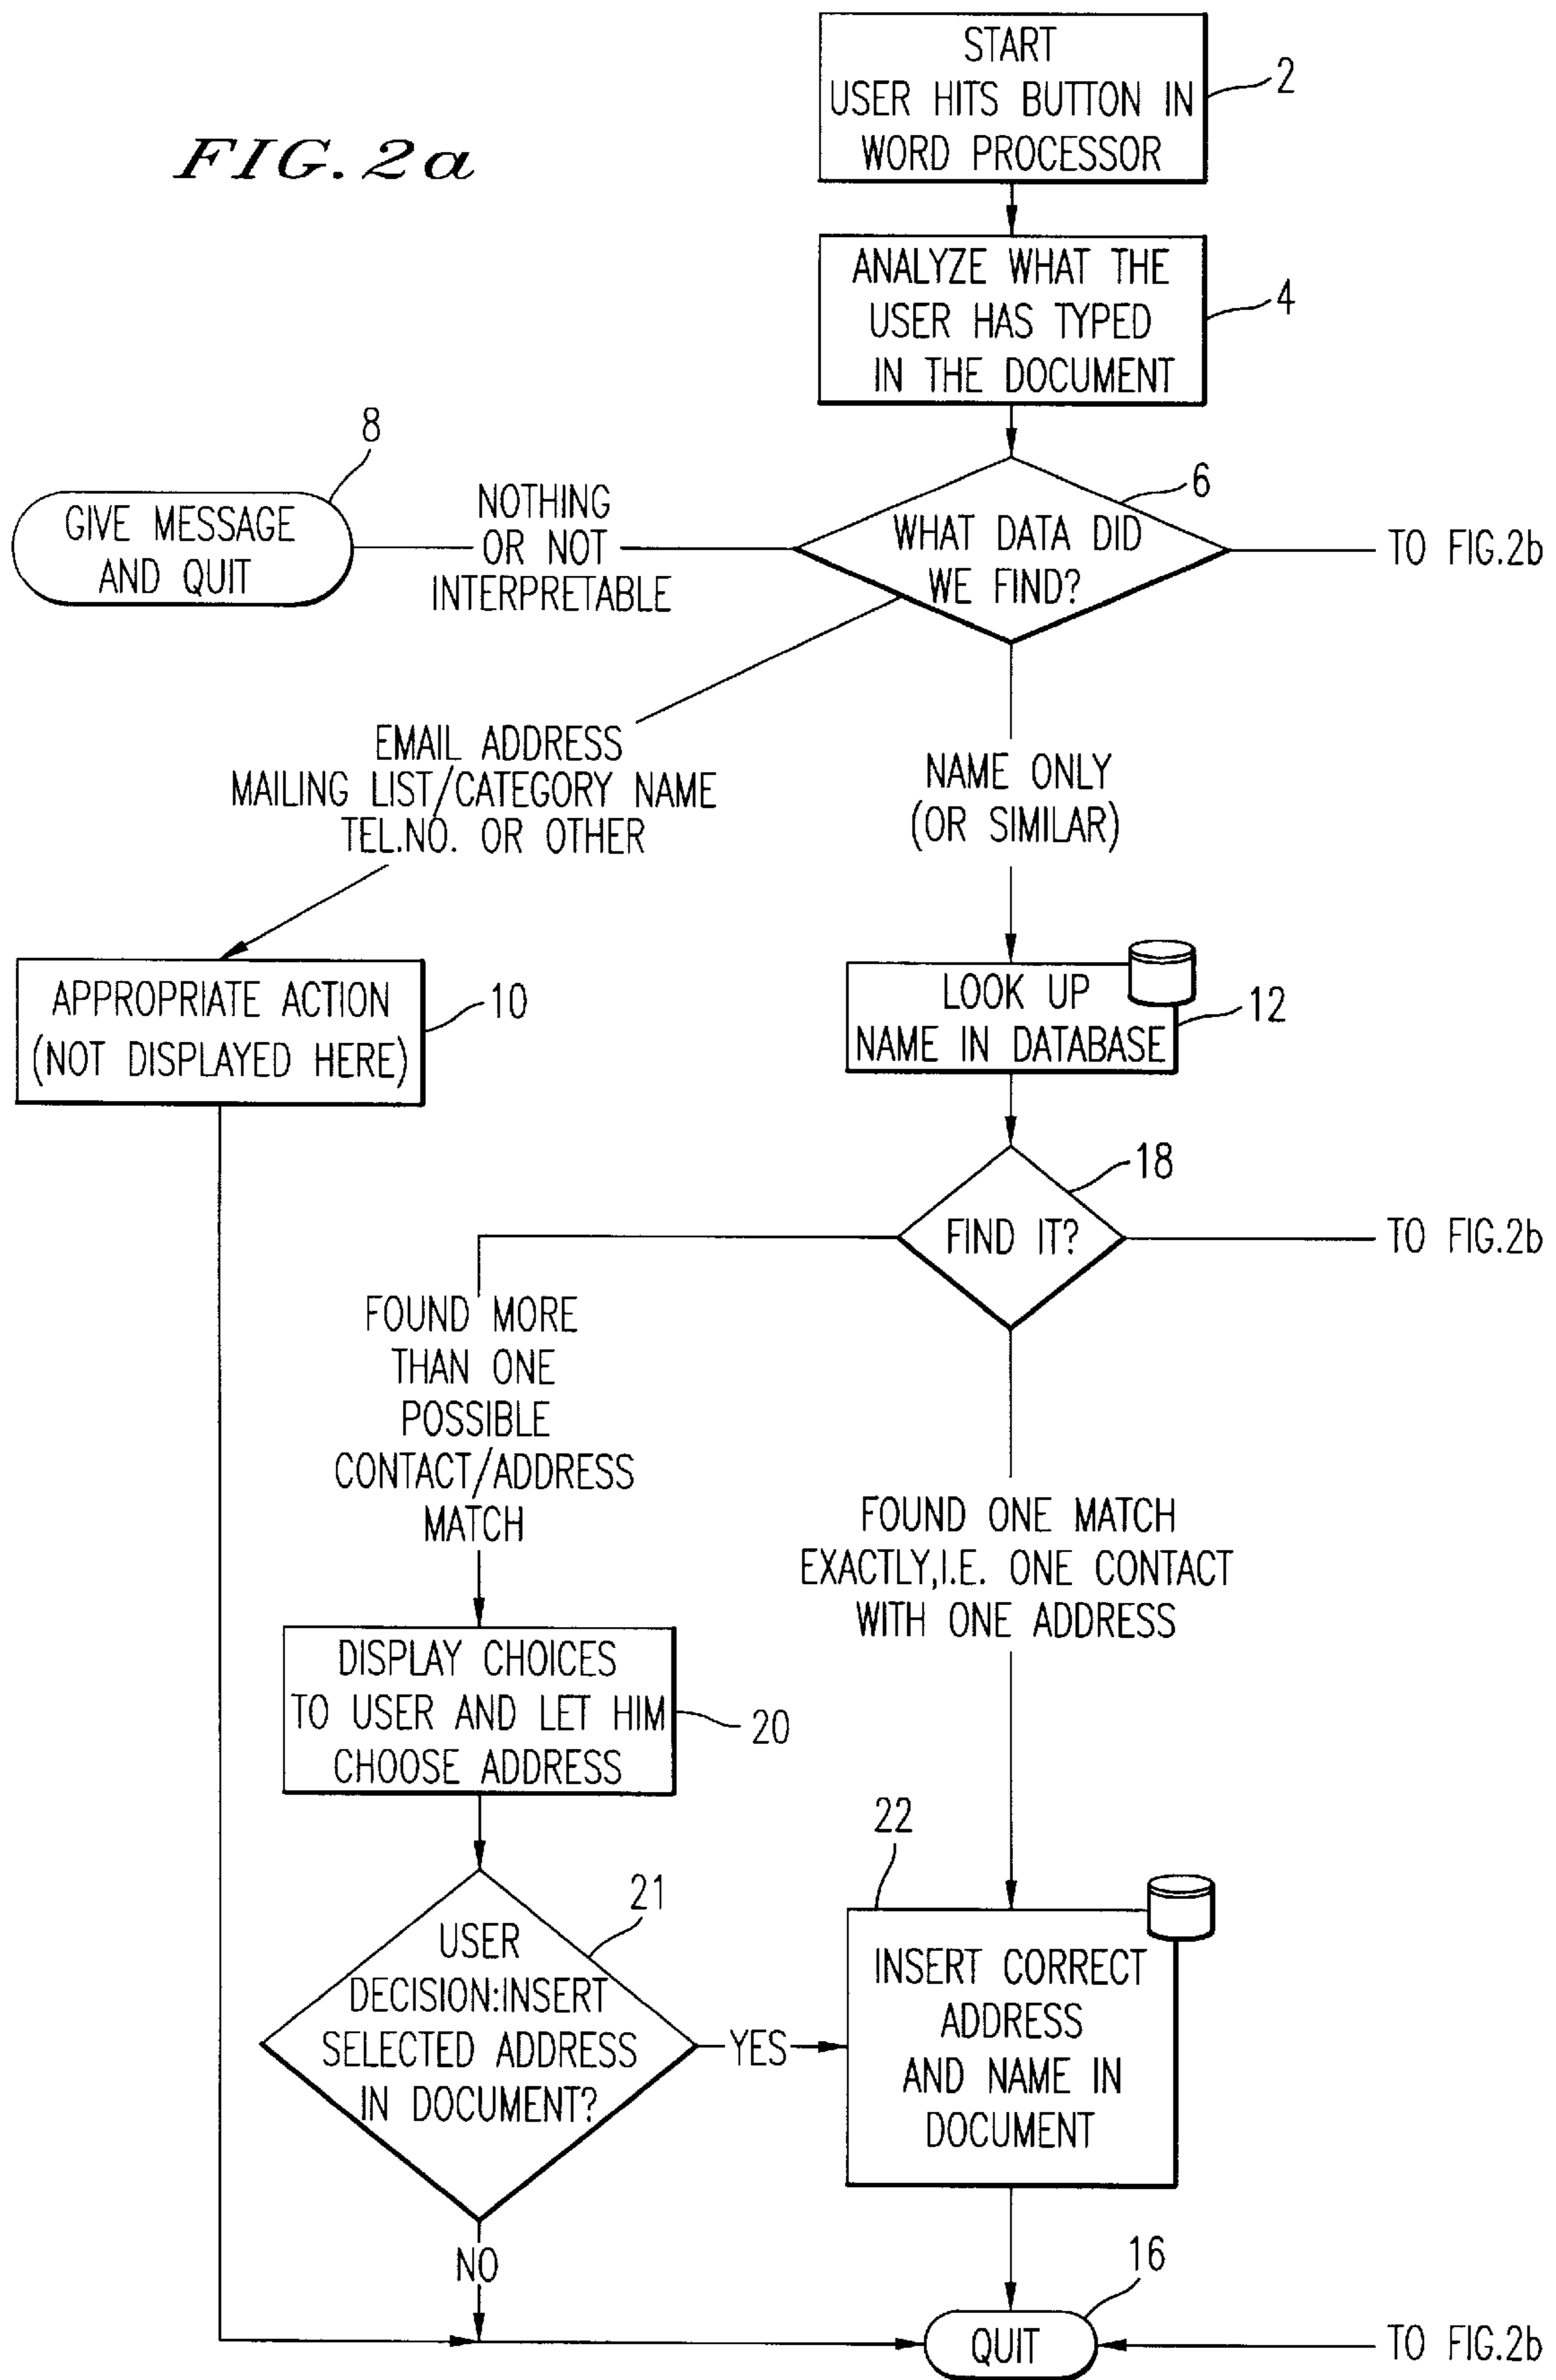 FIG.2a
START
USER HITS BUTTON IN
WORD PROCESSOR
2
ANALYZE WHAT THE
USER HAS TYPED
IN THE DOCUMENT
4
8
GIVE MESSAGE
AND QUIT
NOTHING
OR NOT
INTERPRETABLE
6
WHAT DATA DID
WE FIND?
TO FIG.2b
EMAIL ADDRESS
MAILING LIST/CATEGORY NAME
TEL.NO. OR OTHER
NAME ONLY
(OR SIMILAR)
APPROPRIATE ACTION
(NOT DISPLAYED HERE)
10
LOOK UP
NAME IN DATABASE
12
18
FIND IT?
TO FIG.2b
FOUND MORE
THAN ONE
POSSIBLE
CONTACT/ADDRESS
MATCH
FOUND ONE MATCH
EXACTLY,I.E. ONE CONTACT
WITH ONE ADDRESS
DISPLAY CHOICES
TO USER AND LET HIM
CHOOSE ADDRESS
20
21
USER
DECISION:INSERT
SELECTED ADDRESS
IN DOCUMENT?
YES
22
INSERT CORRECT
ADDRESS
AND NAME IN
DOCUMENT
NO
16
QUIT
TO FIG.2b